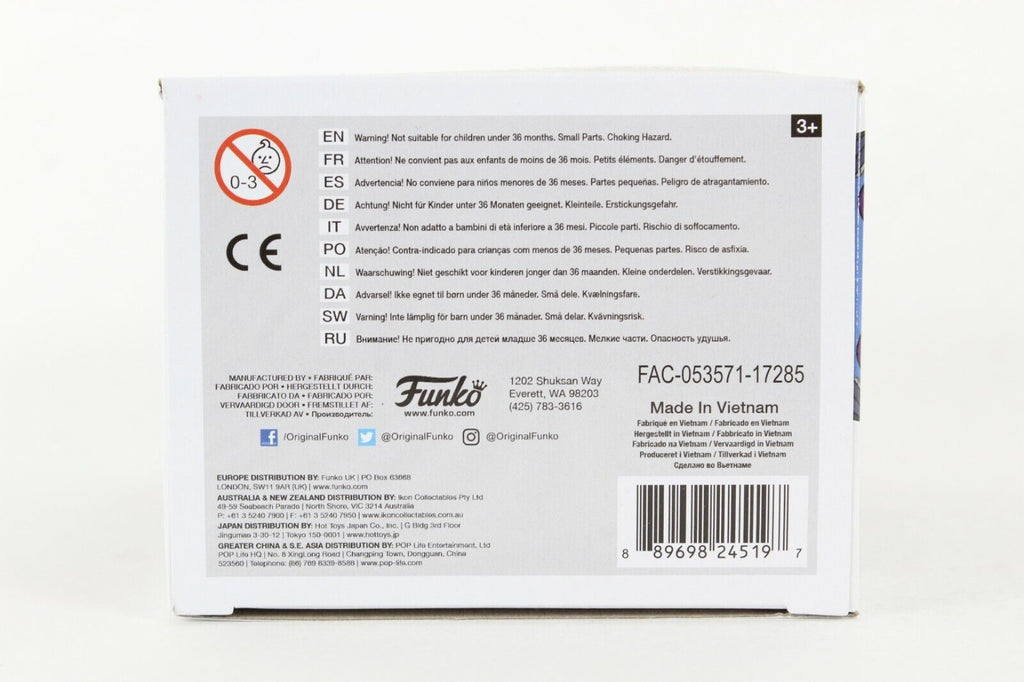 3+
0-3
CE
EN Warning! Not suitable for children under 36 months. Small Parts. Choking Hazard.
FR Attention! Ne convient pas aux enfants de moins de 36 mois. Petits éléments. Danger d'étouffement.
ES Advertencia! No conviene para niños menores de 36 meses. Partes pequeñas. Peligro de atragantamiento.
DE Achtung! Nicht für Kinder unter 36 Monaten geeignet. Kleinteile. Erstickungsgefahr.
IT Avvertenza! Non adatto a bambini di età inferiore a 36 mesi. Piccole parti. Rischio di soffocamento.
PO Atenção! Contra-indicado para crianças com menos de 36 meses. Pequenas partes. Risco de asfixia.
NL Waarschuwing! Niet geschikt voor kinderen jonger dan 36 maanden. Kleine onderdelen. Verstikkingsgevaar.
DA Advarsel! Ikke egnet til børn under 36 måneder. Små dele. Kvælningsfare.
SW Varning! Inte lämplig för barn under 36 månader. Små delar. Kvävningsrisk.
RU Внимание! Не пригодно для детей младше 36 месяцев. Мелкие части. Опасность удушья.
MANUFACTURED BY • FABRIQUÉ PAR:
FABRICADO POR • HERGESTELLT DURCH:
FABBRICATO DA • FABRICADO POR:
VERVAARDIGD DOOR • FREMSTILLET AF:
TILLVERKAD AV • Производитель:
Funko
www.funko.com
1202 Shuksan Way
Everett, WA 98203
(425) 783-3616
/OriginalFunko @OriginalFunko @OriginalFunko
FAC-053571-17285
Made In Vietnam
Fabriqué en Vietnam / Fabricado en Vietnam
Hergestellt in Vietnam / Fabbricato in Vietnam
Fabricado na Vietnam / Vervaardigd in Vietnam
Produceret i Vietnam / Tillverkad i Vietnam
Сделано во Вьетнаме
EUROPE DISTRIBUTION BY: Funko UK | PO Box 63868
LONDON, SW11 9AR (UK) | www.funko.com
AUSTRALIA & NEW ZEALAND DISTRIBUTION BY: Ikon Collectables Pty Ltd
49-59 Seabeach Parade | North Shore, VIC 3214 Australia
P: +61 3 5240 7900 | F: +61 3 5240 7950 | www.ikoncollectables.com.au
JAPAN DISTRIBUTION BY: Hot Toys Japan Co., Inc. | G Bldg 3rd Floor
Jingumae 3-30-12 | Tokyo 150-0001 | www.hottoys.jp
GREATER CHINA & S.E. ASIA DISTRIBUTION BY: POP Life Entertainment, Ltd
POP Life HQ | No. 8 XingLong Road | Changping Town, Dongguan, China
523560 | Telephone: (86) 769 8339-8588 | www.pop-life.com
8 89698 24519 7